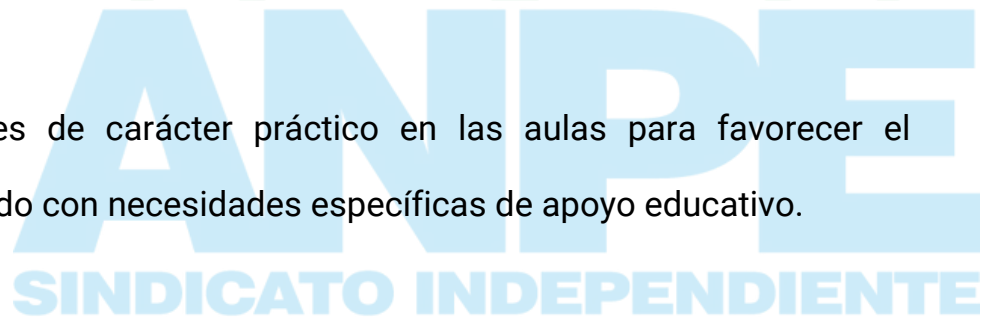 ANPE
es de carácter práctico en las aulas para favorecer el
do con necesidades específicas de apoyo educativo.
SINDICATO INDEPENDIENTE